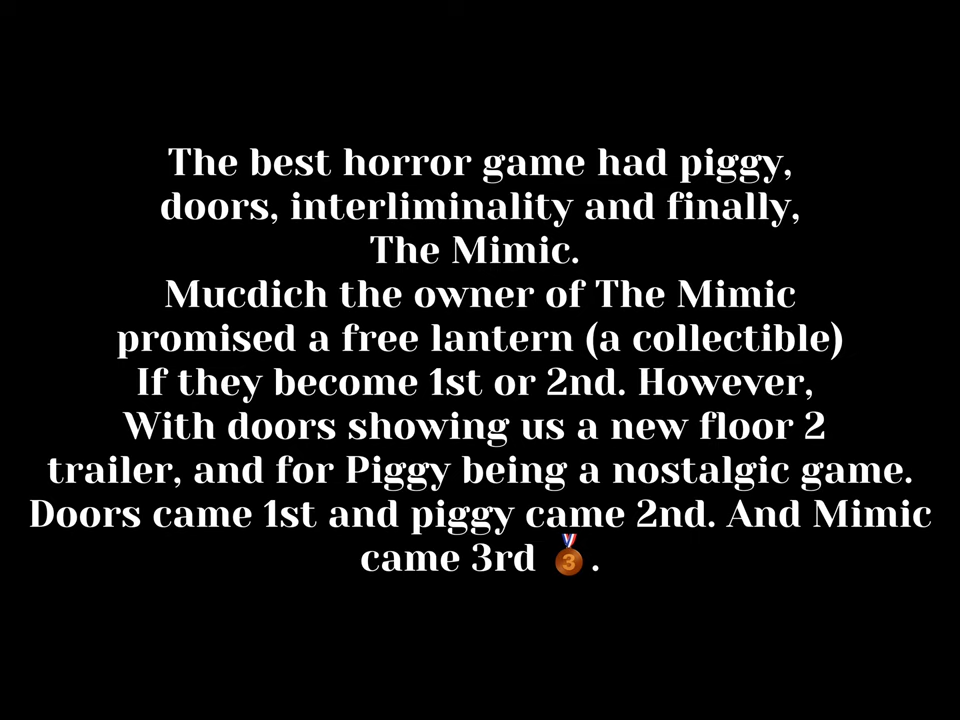 The best horror game had piggy,
doors, interliminality and finally,
The Mimic.
Mucdich the owner of The Mimic
promised a free lantern (a collectible)
If they become 1st or 2nd. However,
With doors showing us a new floor 2
trailer, and for Piggy being a nostalgic game.
Doors came 1st and piggy came 2nd. And Mimic
came 3rd 🥉.